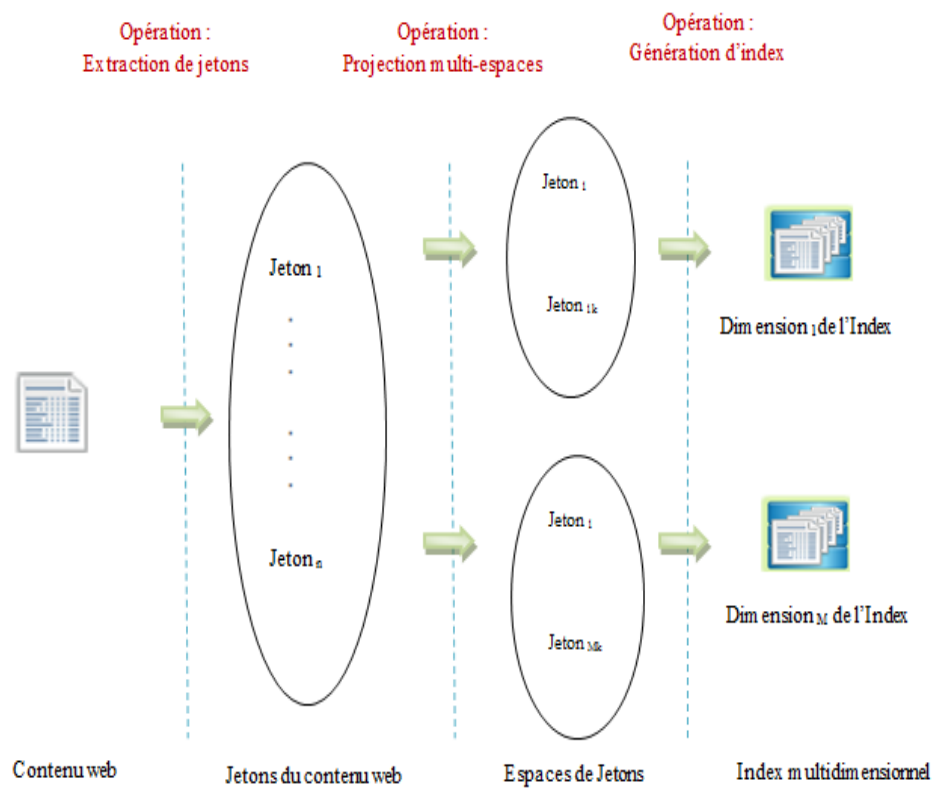 Opération :
Extraction de jetons
Opération :
Projection multi-espaces
Opération :
Génération d'index
Jeton 1
Jeton n
Jeton 1
Jeton 1k
Jeton 1
Jeton Mk
Dimension 1 de l'Index
Dimension M de l'Index
Contenu web
Jetons du contenu web
Espaces de Jetons
Index multidimensionnel